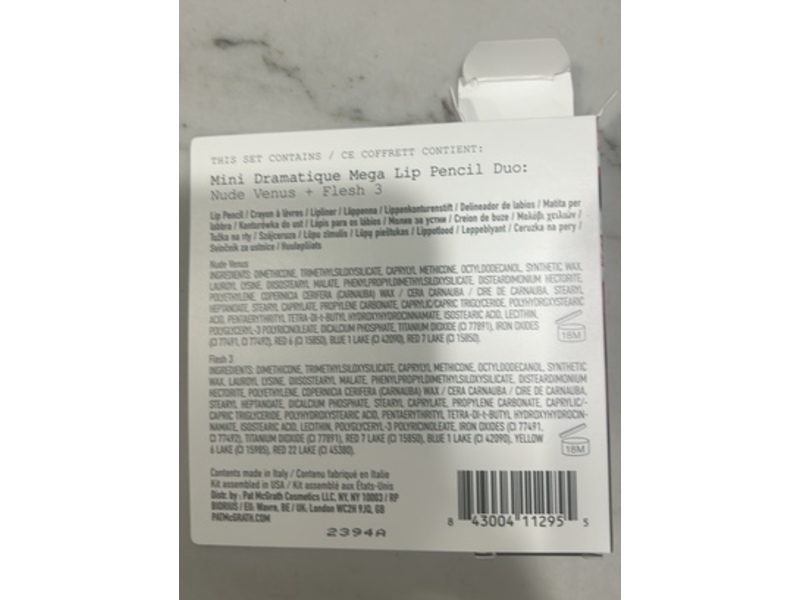 THIS SET CONTAINS / CE COFFRETT CONTIENT:
Mini Dramatique Mega Lip Pencil Duo:
Nude Venus + Flesh 3
Lip Pencil / Crayon à lèvres / Lipliner / Läppenna / Lippenkonturenstift / Delineador de labios / Matita per
labbra / Konturówka do ust / Lápis para os lábios / Молив за устни / Creion de buze / Μολύβι χειλιών /
Tužka na rty / Szájceruza / Lūpu zīmulis / Lūpų pieštukas / Lippotlood / Leppeblyant / Ceruzka na pery /
Svinčnik za ustnice / Huulepliiats
Nude Venus
INGREDIENTS: DIMETHICONE, TRIMETHYLSILOXYSILICATE, CAPRYLYL METHICONE, OCTYLDODECANOL, SYNTHETIC WAX,
LAUROYL LYSINE, DIISOSTEARYL MALATE, PHENYLPROPYLDIMETHYLSILOXYSILICATE, DISTEARDIMONIUM HECTORITE,
POLYETHYLENE, COPERNICIA CERIFERA (CARNAUBA) WAX / CERA CARNAUBA / CIRE DE CARNAUBA, STEARYL
HEPTANOATE, STEARYL CAPRYLATE, PROPYLENE CARBONATE, CAPRYLIC/CAPRIC TRIGLYCERIDE, POLYHYDROXYSTEARIC
ACID, PENTAERYTHRITYL TETRA-DI-t-BUTYL HYDROXYHYDROCINNAMATE, ISOSTEARIC ACID, LECITHIN,
POLYGLYCERYL-3 POLYRICINOLEATE, DICALCIUM PHOSPHATE, TITANIUM DIOXIDE (CI 77891), IRON OXIDES
(CI 77491, CI 77492), RED 6 (CI 15850), BLUE 1 LAKE (CI 42090), RED 7 LAKE (CI 15850).
18M
Flesh 3
INGREDIENTS: DIMETHICONE, TRIMETHYLSILOXYSILICATE, CAPRYLYL METHICONE, OCTYLDODECANOL, SYNTHETIC
WAX, LAUROYL LYSINE, DIISOSTEARYL MALATE, PHENYLPROPYLDIMETHYLSILOXYSILICATE, DISTEARDIMONIUM
HECTORITE, POLYETHYLENE, COPERNICIA CERIFERA (CARNAUBA) WAX / CERA CARNAUBA / CIRE DE CARNAUBA,
STEARYL HEPTANOATE, DICALCIUM PHOSPHATE, STEARYL CAPRYLATE, PROPYLENE CARBONATE, CAPRYLIC/-
CAPRIC TRIGLYCERIDE, POLYHYDROXYSTEARIC ACID, PENTAERYTHRITYL TETRA-DI-t-BUTYL HYDROXYHYDROCIN-
NAMATE, ISOSTEARIC ACID, LECITHIN, POLYGLYCERYL-3 POLYRICINOLEATE, IRON OXIDES (CI 77491,
CI 77492), TITANIUM DIOXIDE (CI 77891), RED 7 LAKE (CI 15850), BLUE 1 LAKE (CI 42090), YELLOW
6 LAKE (CI 15985), RED 22 LAKE (CI 45380).
18M
Contents made in Italy / Contenu fabriqué en Italie
Kit assembled in USA / Kit assemblé aux États-Unis
Distr. by : Pat McGrath Cosmetics LLC, NY, NY 10003 / RP
BIORIUS / EU: Wavre, BE / UK: London WC2H 9JQ, GB
PATMcGRATH.COM
2394A
8 43004 11295 5